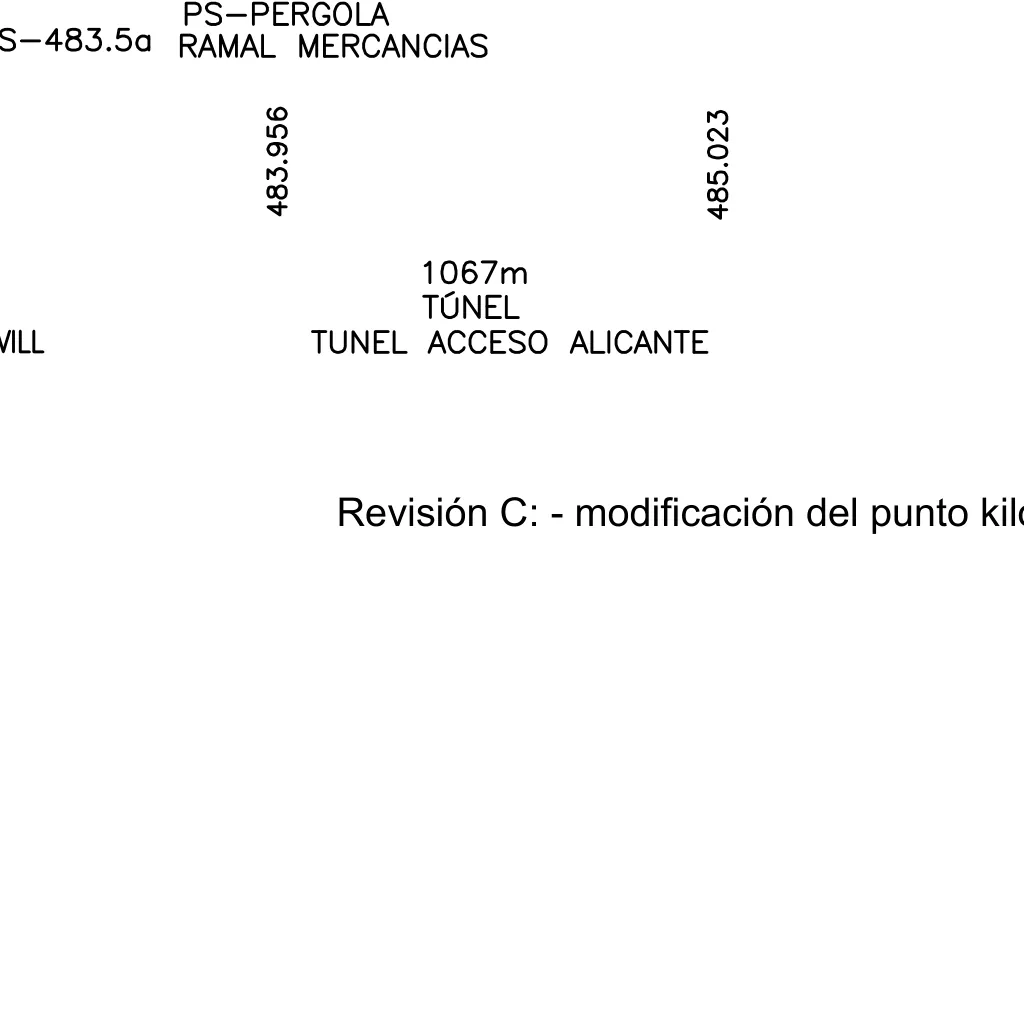 PS-PERGOLA
S-483.5a RAMAL MERCANCIAS
483.956
485.023
1067m
TÚNEL
TUNEL ACCESO ALICANTE
Revisión C: - modificación del punto